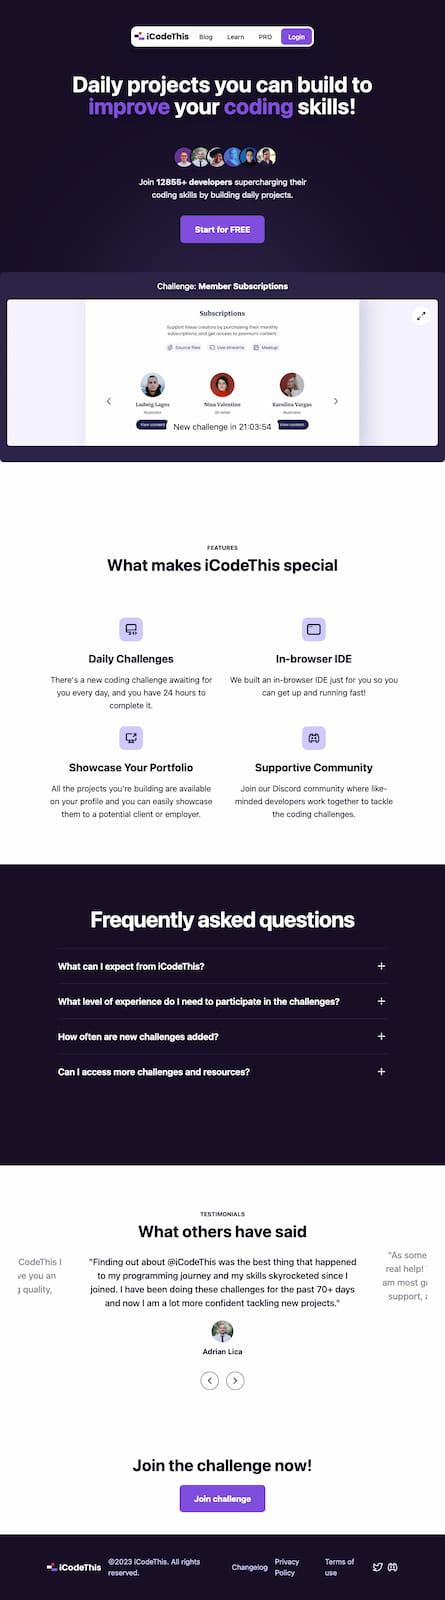 iCodeThis
Blog
Learn
PRO
Login
Daily projects you can build to
improve your coding skills!
Join 12855+ developers supercharging their
coding skills by building daily projects.
Start for FREE
Challenge: Member Subscriptions
Subscriptions
Support these creators by purchasing their monthly
subscriptions, and get access to premium content.
Source files
Live streams
Meetup
Ludwig Lagos
Illustrator
View content
Nina Valentine
3D artist
Karolina Vargas
Illustrator
View content
New challenge in 21:03:54
FEATURES
What makes iCodeThis special
Daily Challenges
There's a new coding challenge awaiting for
you every day, and you have 24 hours to
complete it.
In-browser IDE
We built an in-browser IDE just for you so you
can get up and running fast!
Showcase Your Portfolio
All the projects you're building are available
on your profile and you can easily showcase
them to a potential client or employer.
Supportive Community
Join our Discord community where like-
minded developers work together to tackle
the coding challenges.
Frequently asked questions
What can I expect from iCodeThis?
What level of experience do I need to participate in the challenges?
How often are new challenges added?
Can I access more challenges and resources?
TESTIMONIALS
What others have said
CodeThis I
ve you an
quality,
"Finding out about @iCodeThis was the best thing that happened
to my programming journey and my skills skyrocketed since I
joined. I have been doing these challenges for the past 70+ days
and now I am a lot more confident tackling new projects."
Adrian Lica
"As some
real help!
am most g
support,
Join the challenge now!
Join challenge
iCodeThis
©2023 iCodeThis. All rights
reserved.
Changelog
Privacy
Policy
Terms of
use